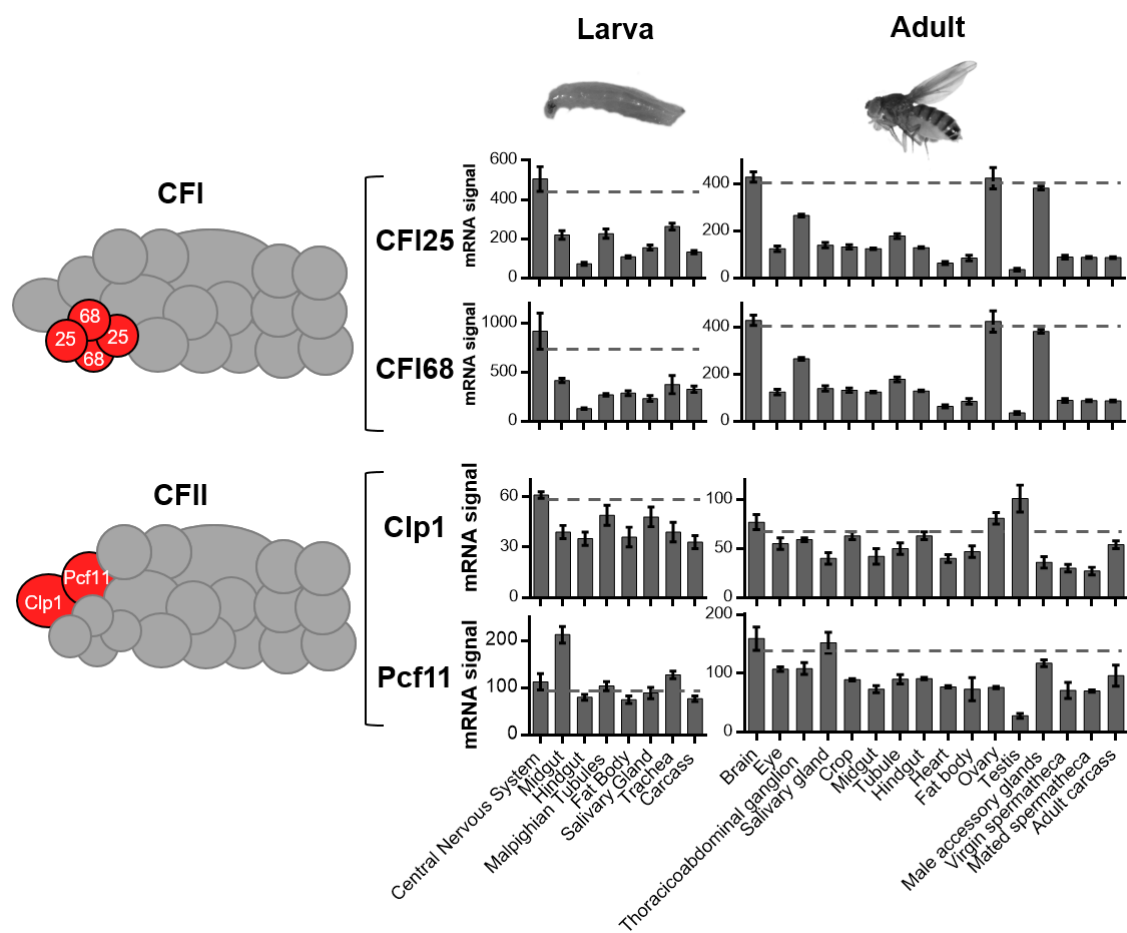 Larva
Adult
CFI
68
25
25
68
CFI25
mRNA signal
600
400
200
0
400
200
0
CFI68
mRNA signal
1000
500
0
400
200
0
CFII
Pcf11
Clp1
Clp1
mRNA signal
60
30
0
100
50
0
Pcf11
mRNA signal
200
100
0
200
100
0
Central Nervous System
Midgut
Hindgut
Malpighian Tubules
Fat Body
Salivary Gland
Trachea
Carcass
Brain
Eye
Thoracicoabdominal ganglion
Salivary gland
Crop
Midgut
Tubule
Hindgut
Heart
Fat body
Ovary
Testis
Male accessory glands
Virgin spermatheca
Mated spermatheca
Adult carcass